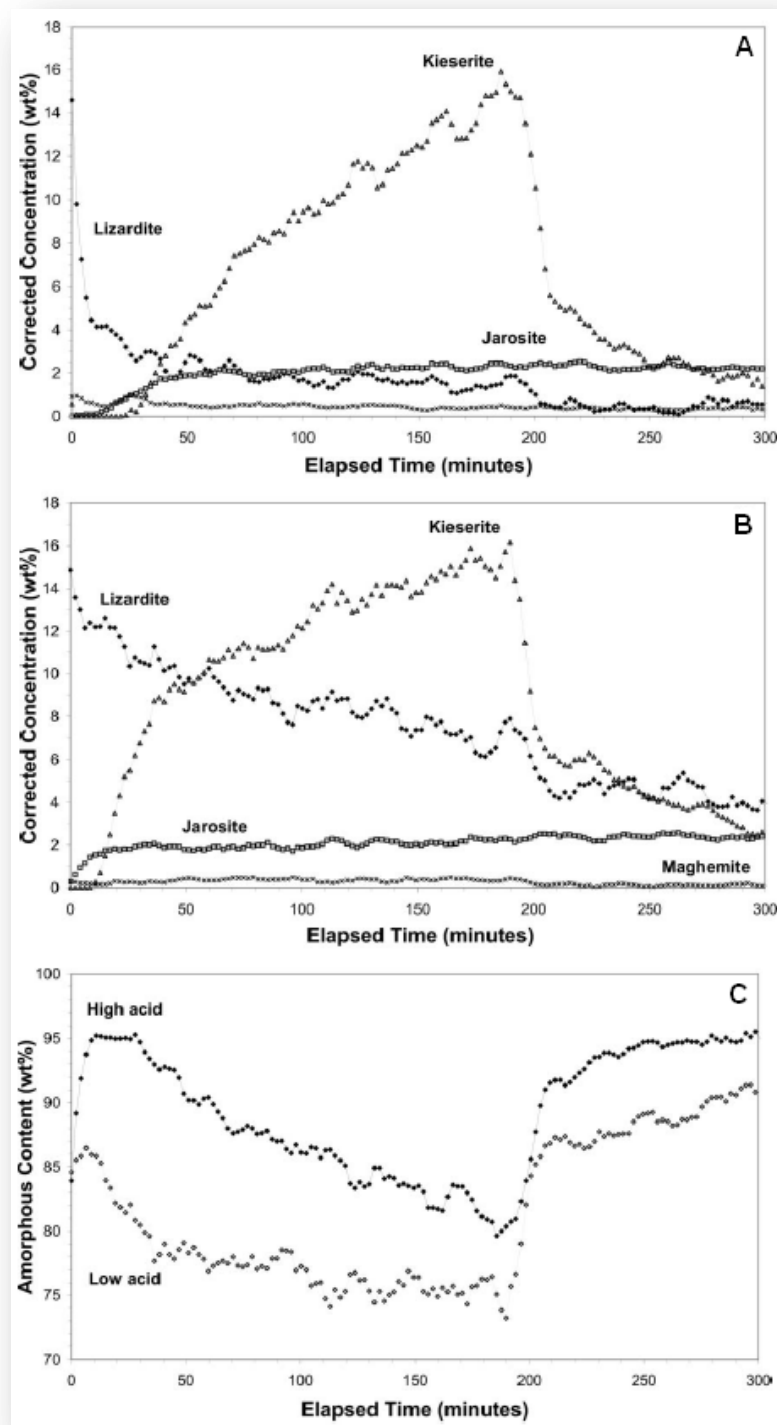 A
18
16
14
12
10
8
6
4
2
0
Corrected Concentration (wt%)
Kieserite
Lizardite
Jarosite
0 50 100 150 200 250 300
Elapsed Time (minutes)
B
18
16
14
12
10
8
6
4
2
0
Corrected Concentration (wt%)
Kieserite
Lizardite
Jarosite
Maghemite
0 50 100 150 200 250 300
Elapsed Time (minutes)
C
100
95
90
85
80
75
70
Amorphous Content (wt%)
High acid
Low acid
0 50 100 150 200 250 300
Elapsed Time (minutes)